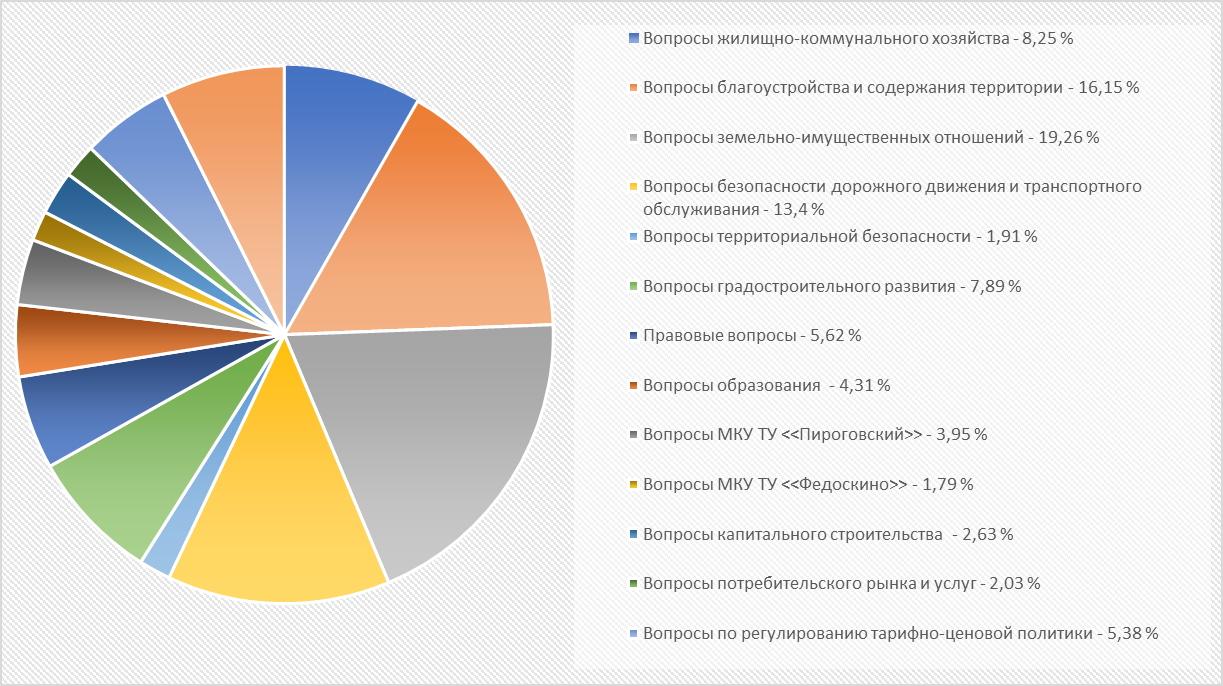 Вопросы жилищно-коммунального хозяйства - 8,25 %
Вопросы благоустройства и содержания территории - 16,15 %
Вопросы земельно-имущественных отношений - 19,26 %
Вопросы безопасности дорожного движения и транспортного
обслуживания - 13,4 %
Вопросы территориальной безопасности - 1,91 %
Вопросы градостроительного развития - 7,89 %
Правовые вопросы - 5,62 %
Вопросы образования - 4,31 %
Вопросы МКУ ТУ <<Пироговский>> - 3,95 %
Вопросы МКУ ТУ <<Федоскино>> - 1,79 %
Вопросы капитального строительства - 2,63 %
Вопросы потребительского рынка и услуг - 2,03 %
Вопросы по регулированию тарифно-ценовой политики - 5,38 %